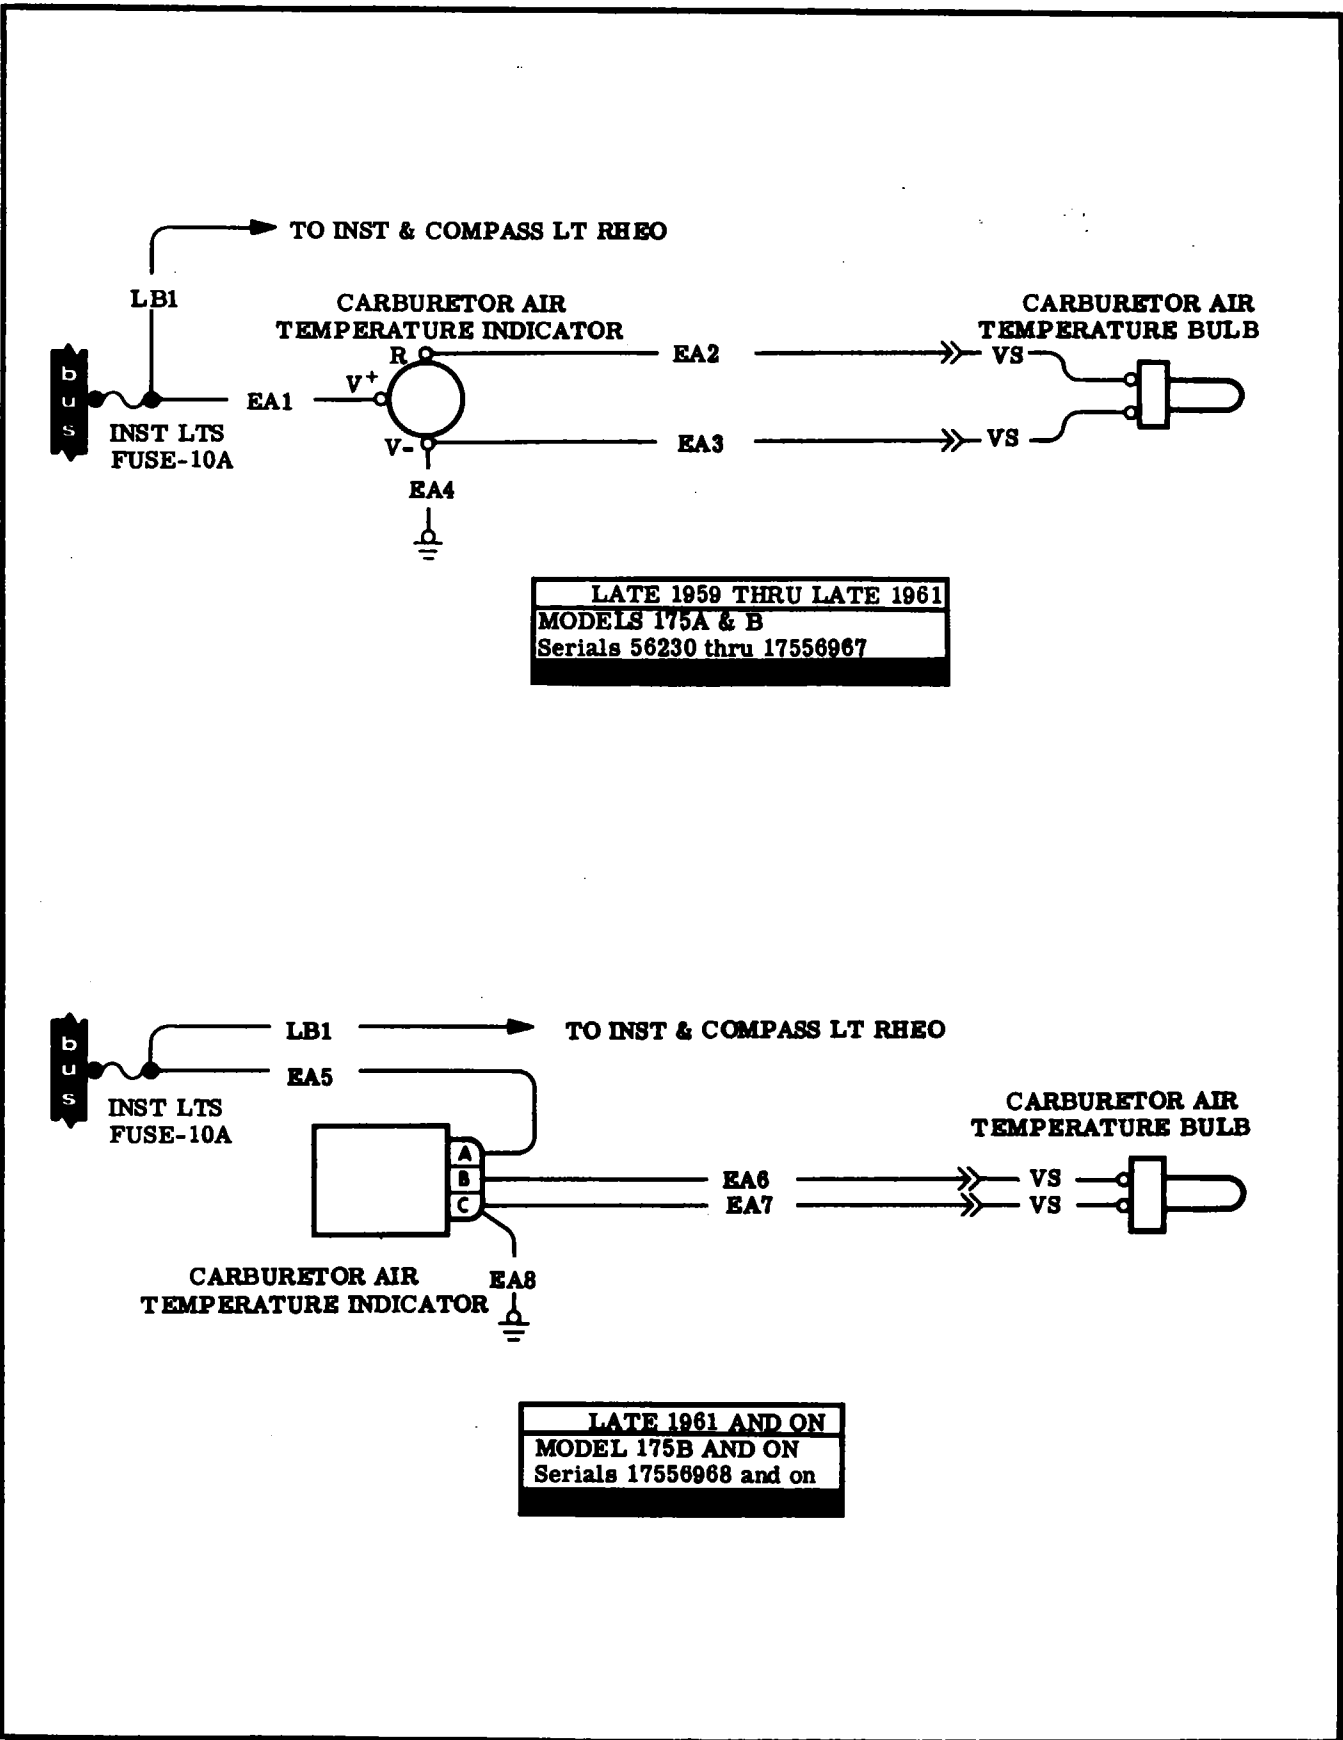 TO INST & COMPASS LT RHEO
LB1
CARBURETOR AIR
TEMPERATURE INDICATOR
CARBURETOR AIR
TEMPERATURE BULB
bus
R
V+
V-
EA1
EA2
VS
EA3
VS
INST LTS
FUSE-10A
EA4
LATE 1959 THRU LATE 1961
MODELS 175A & B
Serials 56230 thru 17556967
bus
LB1
TO INST & COMPASS LT RHEO
EA5
INST LTS
FUSE-10A
CARBURETOR AIR
TEMPERATURE BULB
A
B
C
EA6
VS
EA7
VS
CARBURETOR AIR
TEMPERATURE INDICATOR
EA8
LATE 1961 AND ON
MODEL 175B AND ON
Serials 17556968 and on